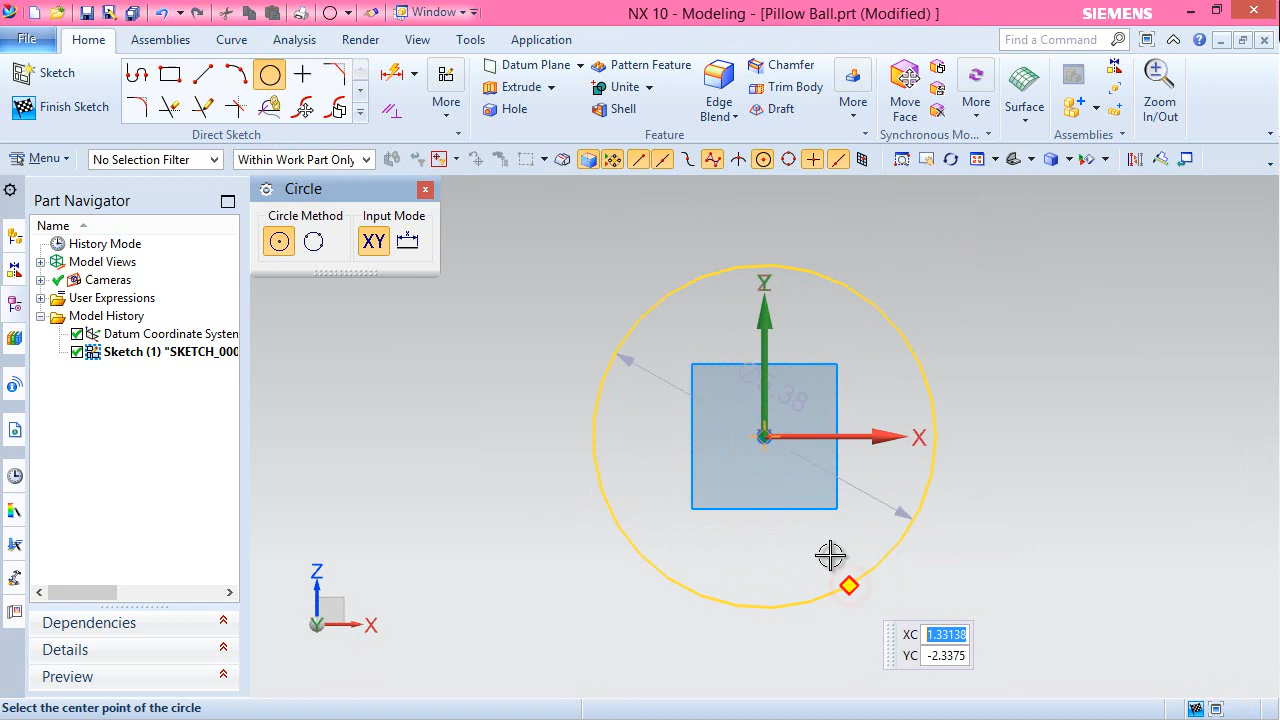 NX 10 - Modeling - [Pillow Ball.prt (Modified) ]
SIEMENS
Window
File
Home
Assemblies
Curve
Analysis
Render
View
Tools
Application
Find a Command
Sketch
Finish Sketch
More
Direct Sketch
Datum Plane
Extrude
Hole
Pattern Feature
Unite
Shell
Edge
Blend
Chamfer
Trim Body
Draft
More
Feature
Move
Face
More
Synchronous Mo...
Surface
Assemblies
Zoom
In/Out
Menu
No Selection Filter
Within Work Part Only
Part Navigator
Name
History Mode
Model Views
Cameras
User Expressions
Model History
Datum Coordinate System
Sketch (1) "SKETCH_000
Dependencies
Details
Preview
Circle
Circle Method
Input Mode
XY
Y
X
Z
X
Y
XC 1.33138
YC -2.3375
Select the center point of the circle